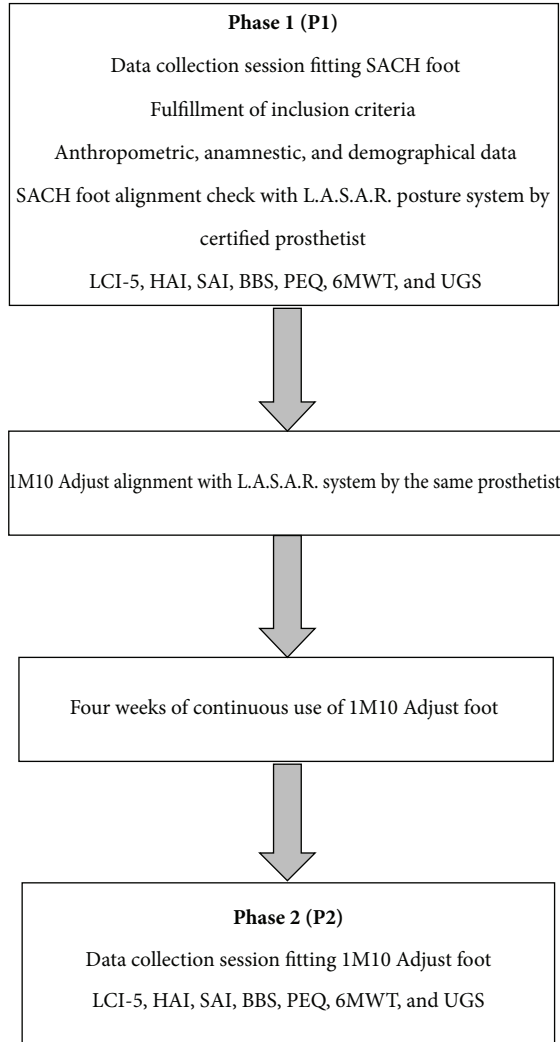 Phase 1 (P1)
Data collection session fitting SACH foot
Fulfillment of inclusion criteria
Anthropometric, anamnestic, and demographical data
SACH foot alignment check with L.A.S.A.R. posture system by
certified prosthetist
LCI-5, HAI, SAI, BBS, PEQ, 6MWT, and UGS
1M10 Adjust alignment with L.A.S.A.R. system by the same prosthetist
Four weeks of continuous use of 1M10 Adjust foot
Phase 2 (P2)
Data collection session fitting 1M10 Adjust foot
LCI-5, HAI, SAI, BBS, PEQ, 6MWT, and UGS